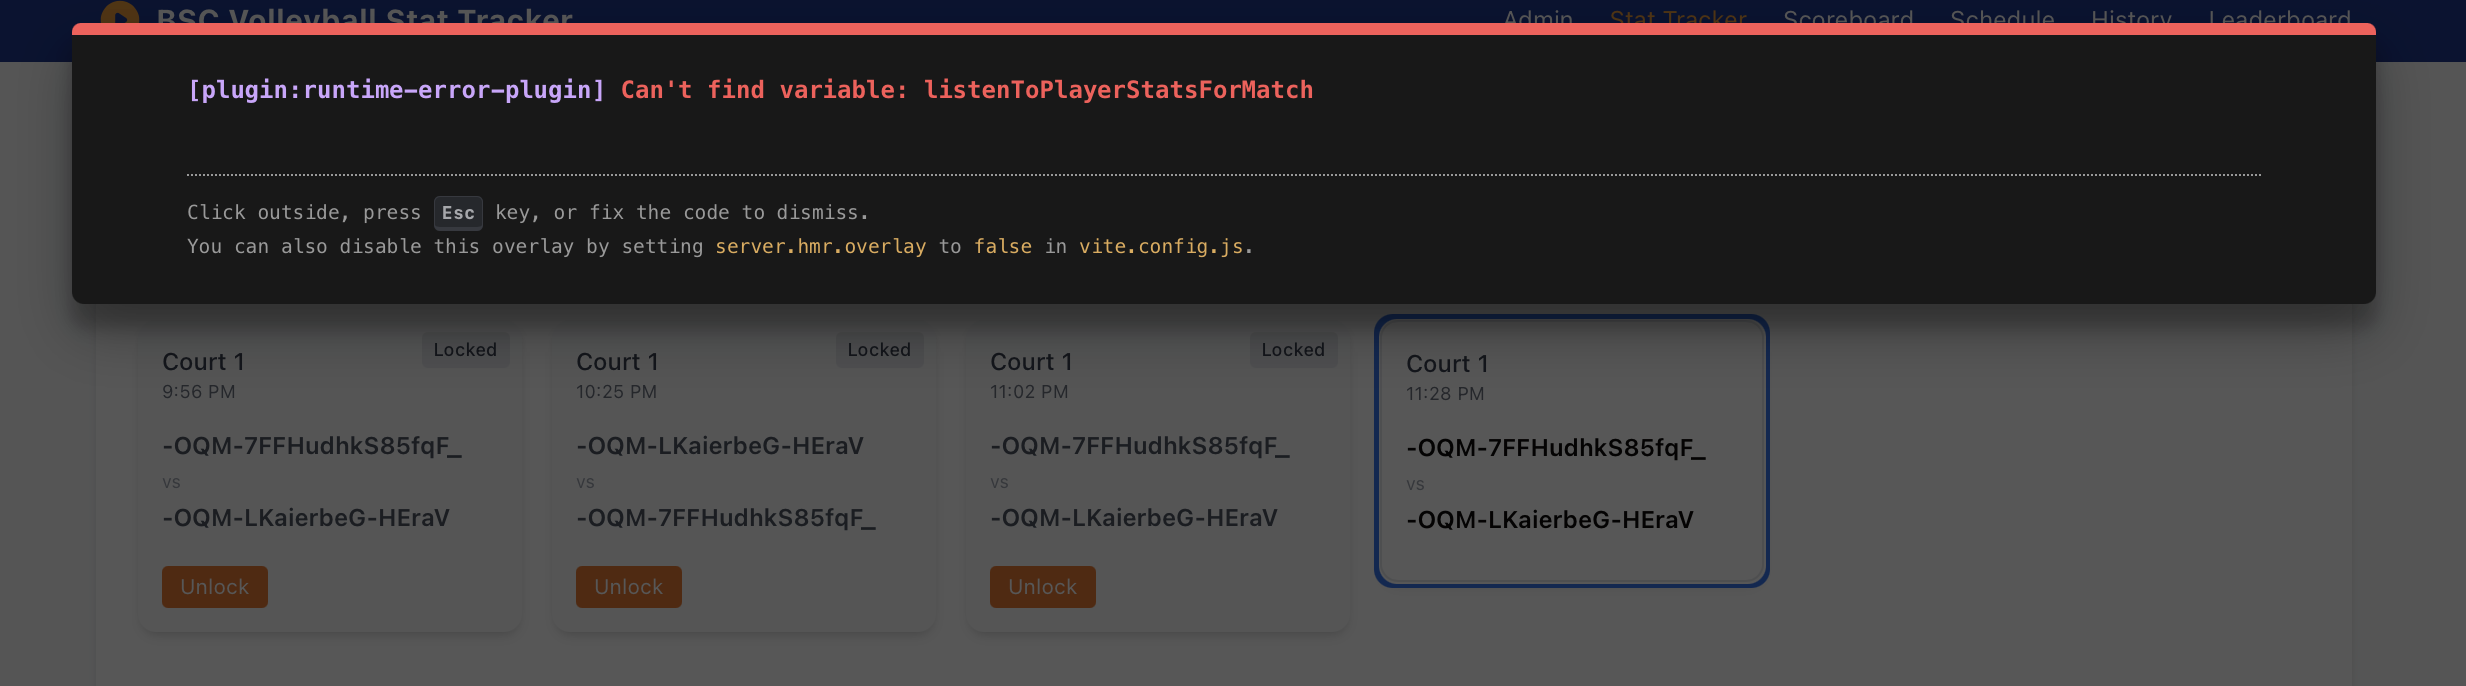 BSC Volleyball Stat Tracker
Admin Stat Tracker Scoreboard Schedule History Leaderboard
[plugin:runtime-error-plugin] Can't find variable: listenToPlayerStatsForMatch
Click outside, press Esc key, or fix the code to dismiss.
You can also disable this overlay by setting server.hmr.overlay to false in vite.config.js.
Court 1
Locked
9:56 PM
-OQM-7FFHudhkS85fqF_
vs
-OQM-LKaierbeG-HEraV
Unlock
Court 1
Locked
10:25 PM
-OQM-LKaierbeG-HEraV
vs
-OQM-7FFHudhkS85fqF_
Unlock
Court 1
Locked
11:02 PM
-OQM-7FFHudhkS85fqF_
vs
-OQM-LKaierbeG-HEraV
Unlock
Court 1
11:28 PM
-OQM-7FFHudhkS85fqF_
vs
-OQM-LKaierbeG-HEraV